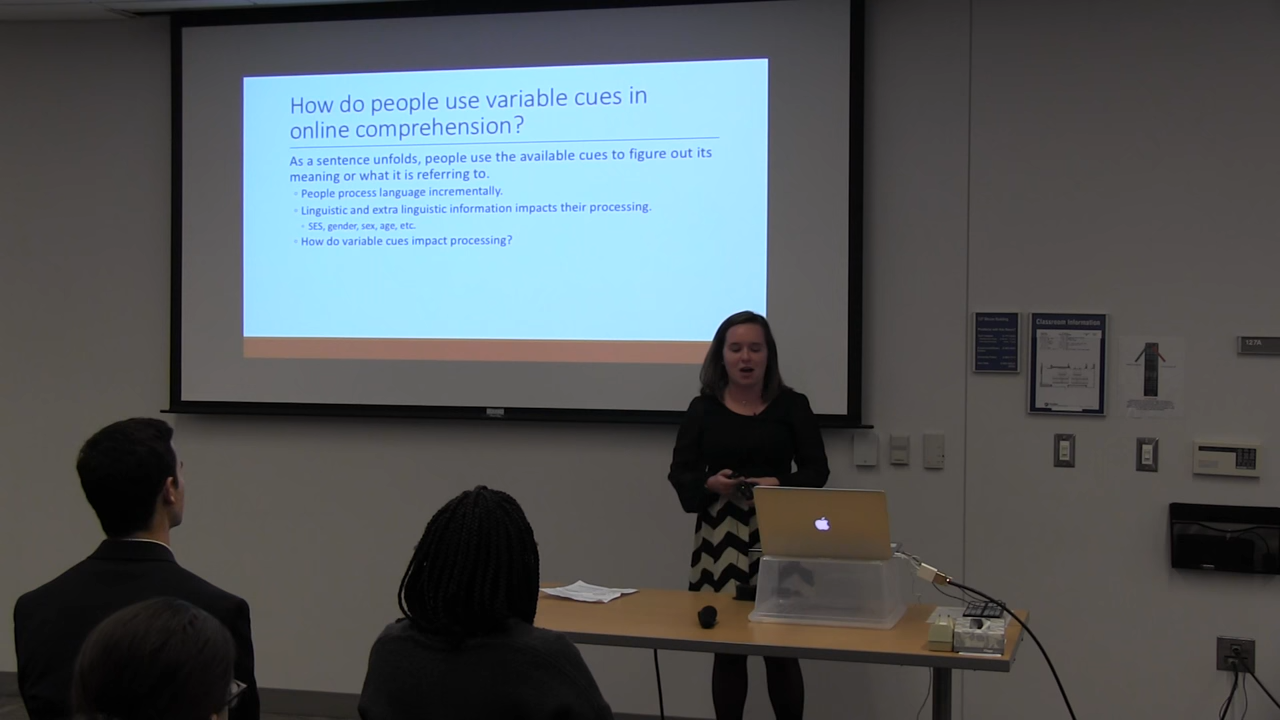 How do people use variable cues in
online comprehension?
As a sentence unfolds, people use the available cues to figure out its
meaning or what it is referring to.
People process language incrementally.
Linguistic and extra linguistic information impacts their processing.
SES, gender, sex, age, etc.
How do variable cues impact processing?
Classroom Information
127A